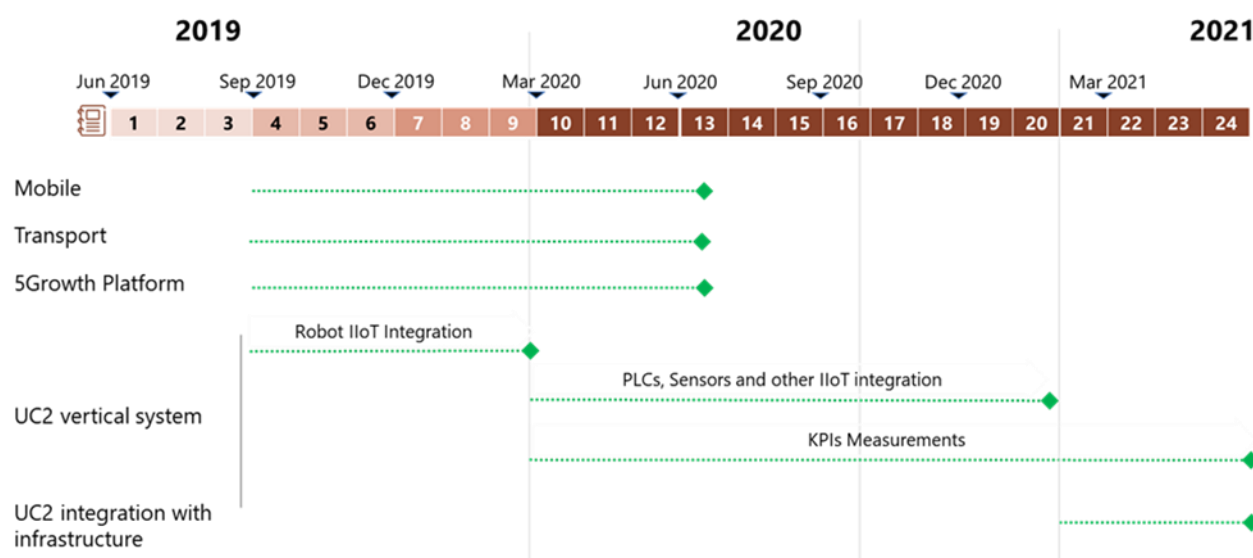 2019 2020 2021
Jun 2019 Sep 2019 Dec 2019 Mar 2020 Jun 2020 Sep 2020 Dec 2020 Mar 2021
1 2 3 4 5 6 7 8 9 10 11 12 13 14 15 16 17 18 19 20 21 22 23 24
Mobile
Transport
5Growth Platform
Robot IIoT Integration
PLCs, Sensors and other IIoT integration
UC2 vertical system
KPIs Measurements
UC2 integration with
infrastructure